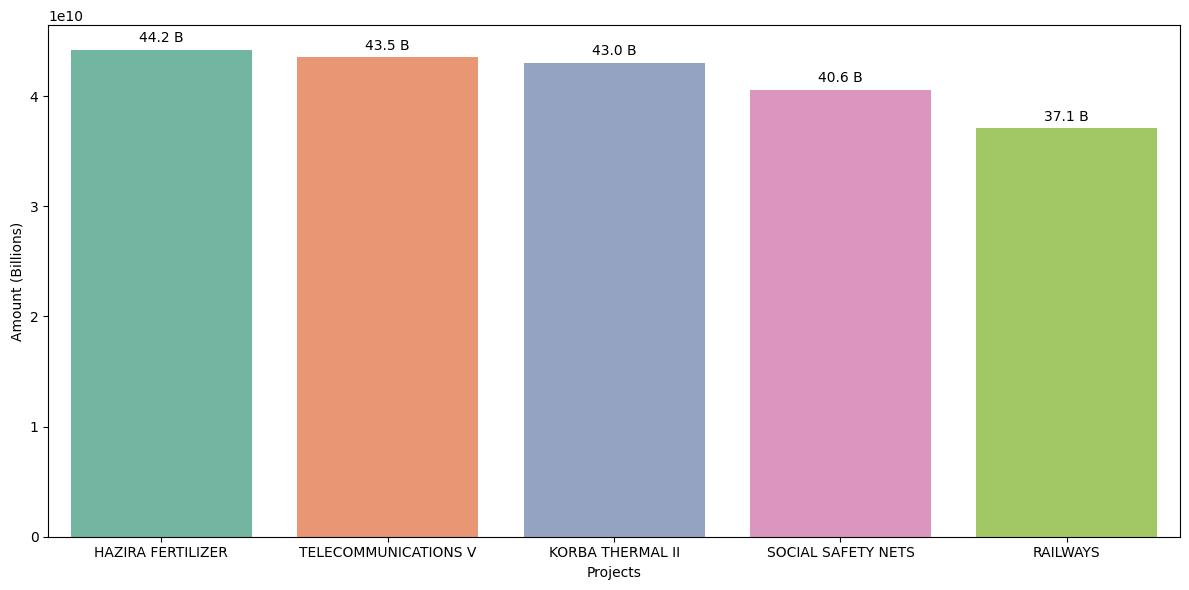 1e10
44.2 B
43.5 B
43.0 B
40.6 B
37.1 B
Amount (Billions)
4
3
2
1
0
HAZIRA FERTILIZER
TELECOMMUNICATIONS V
KORBA THERMAL II
SOCIAL SAFETY NETS
RAILWAYS
Projects